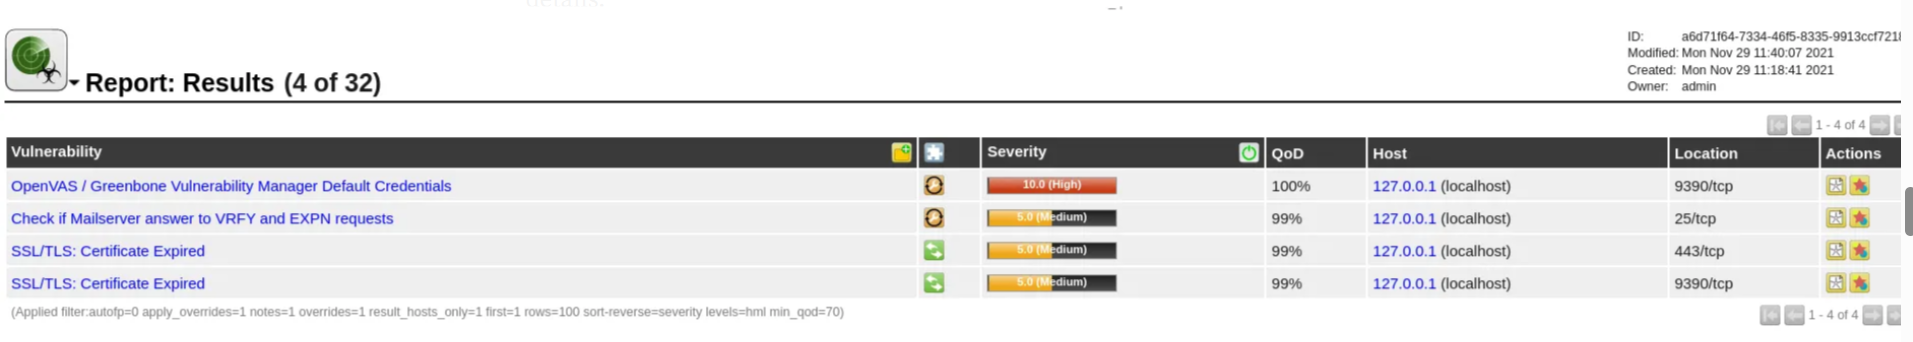 details.
ID: a6d71f64-7334-46f5-8335-9913ccf721
Modified: Mon Nov 29 11:40:07 2021
Created: Mon Nov 29 11:18:41 2021
Owner: admin
Report: Results (4 of 32)
1 - 4 of 4
Vulnerability Severity QoD Host Location Actions
OpenVAS / Greenbone Vulnerability Manager Default Credentials 10.0 (High) 100% 127.0.0.1 (localhost) 9390/tcp
Check if Mailserver answer to VRFY and EXPN requests 5.0 (Medium) 99% 127.0.0.1 (localhost) 25/tcp
SSL/TLS: Certificate Expired 5.0 (Medium) 99% 127.0.0.1 (localhost) 443/tcp
SSL/TLS: Certificate Expired 5.0 (Medium) 99% 127.0.0.1 (localhost) 9390/tcp
(Applied filter:autofp=0 apply_overrides=1 notes=1 overrides=1 result_hosts_only=1 first=1 rows=100 sort-reverse=severity levels=hml min_qod=70)
1 - 4 of 4